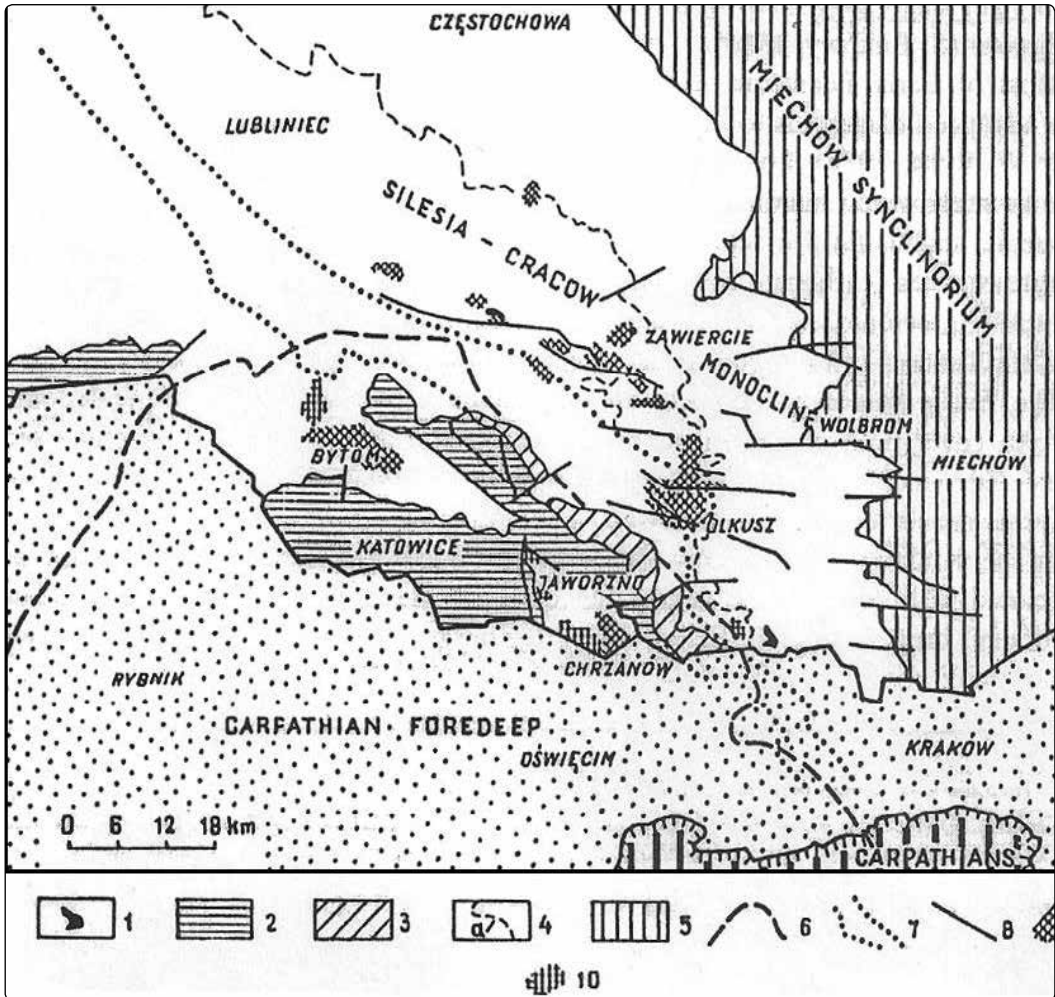 CZĘSTOCHOWA
LUBLINIEC
MIECHÓW SYNCLINORIUM
SILESIA - CRACOW
ZAWIERCIE
MONOCLINE
WOLBROM
MIECHÓW
BYTOM
OLKUSZ
KATOWICE
JAWORZNO
CHRZANÓW
RYBNIK
CARPATHIAN FOREDEEP
OŚWIĘCIM
KRAKÓW
0 6 12 18 km
CARPATHIANS
1 2 3 a 4 5 6 7 8
10